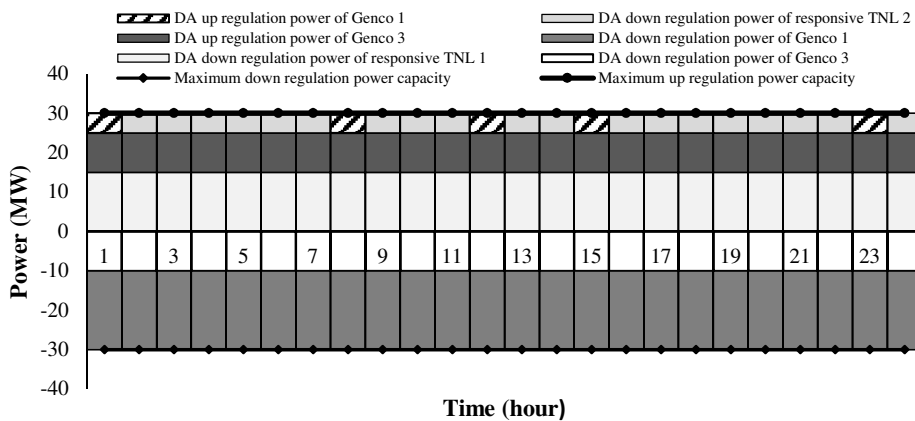 DA up regulation power of Genco 1 DA down regulation power of responsive TNL 2
DA up regulation power of Genco 3 DA down regulation power of Genco 1
DA down regulation power of responsive TNL 1 DA down regulation power of Genco 3
Maximum down regulation power capacity Maximum up regulation power capacity
40
30
20
10
0
-10
-20
-30
-40
Power (MW)
1 3 5 7 9 11 13 15 17 19 21 23
Time (hour)